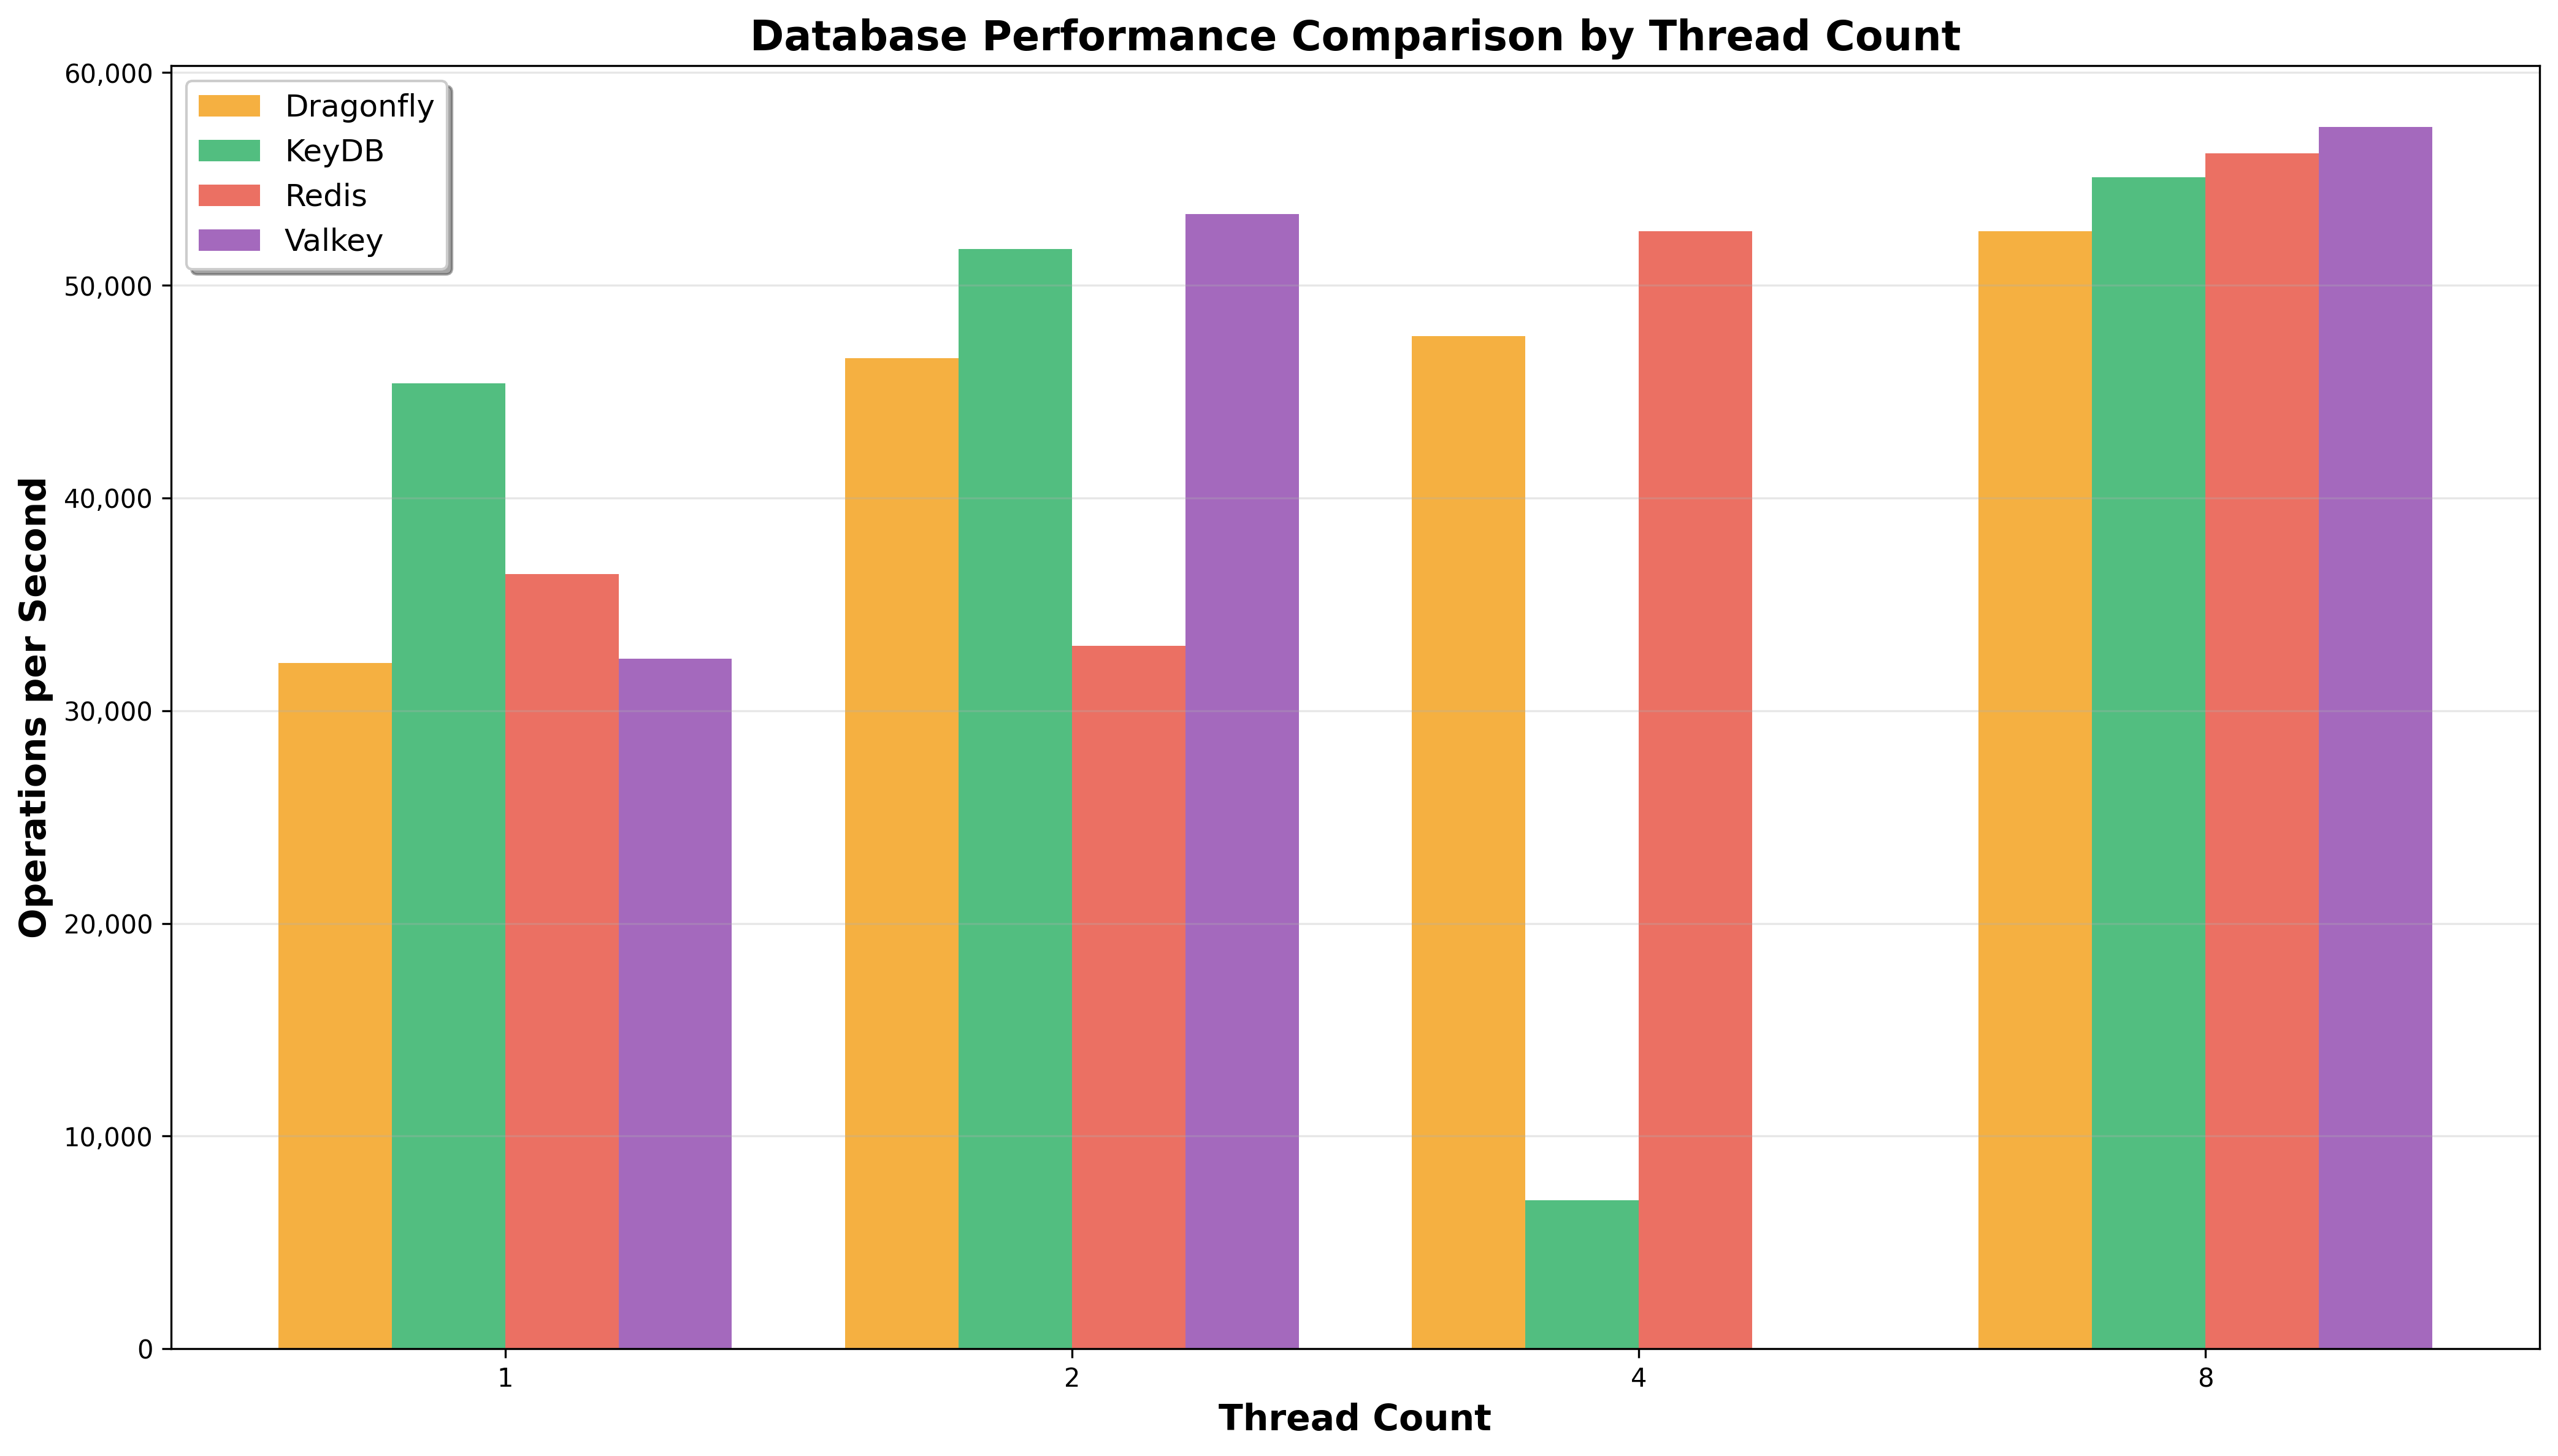 Database Performance Comparison by Thread Count
60,000
50,000
40,000
30,000
20,000
10,000
0
Operations per Second
Dragonfly
KeyDB
Redis
Valkey
1
2
4
8
Thread Count